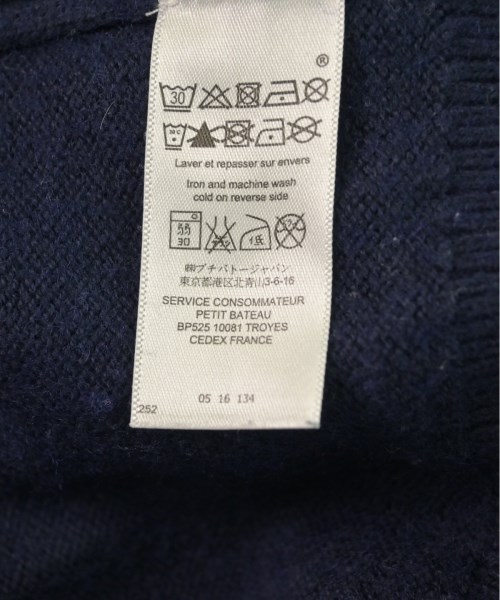 ®
30
30 C
Laver et repasser sur envers
Iron and machine wash
cold on reverse side
弱
30
低
㈱プチバトージャパン
東京都港区北青山3-6-16
SERVICE CONSOMMATEUR
PETIT BATEAU
BP525 10081 TROYES
CEDEX FRANCE
05 16 134
252